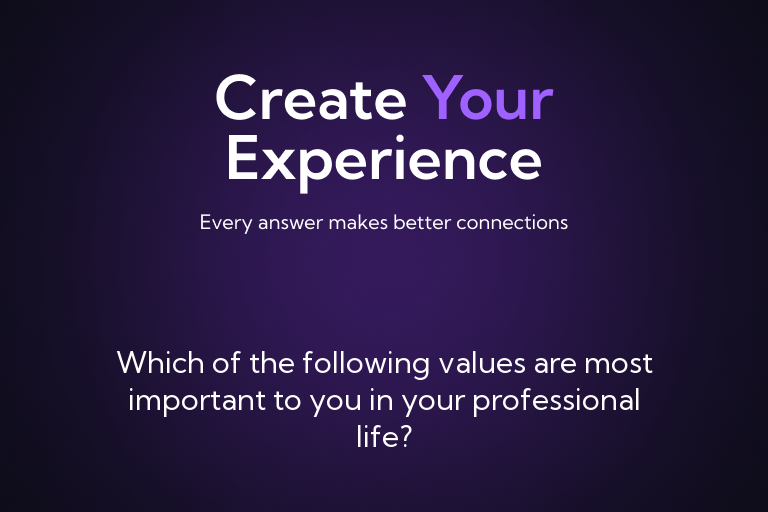 Create Your
Experience
Every answer makes better connections
Which of the following values are most
important to you in your professional
life?